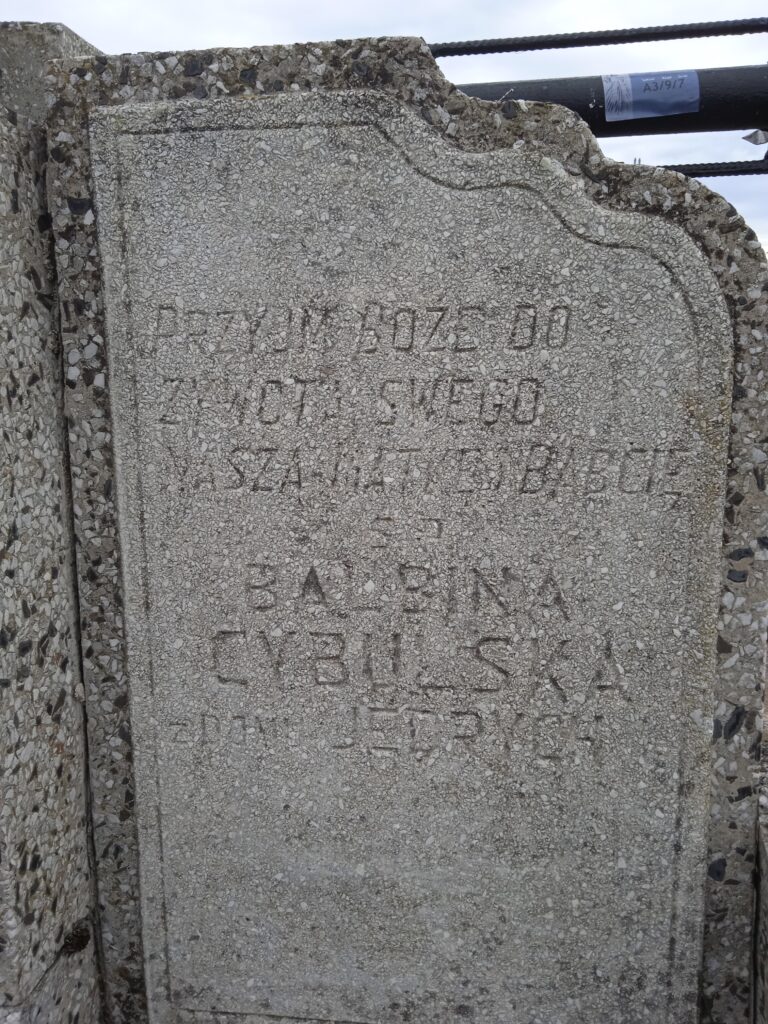 A3/9/7
PRZYJM BOŻE DO
ŻYWOTA SWEGO
NASZĄ MATKĘ I BABCIĘ
Ś P
BALBINA
CYBULSKA
Z DOMU JĘDRYCH